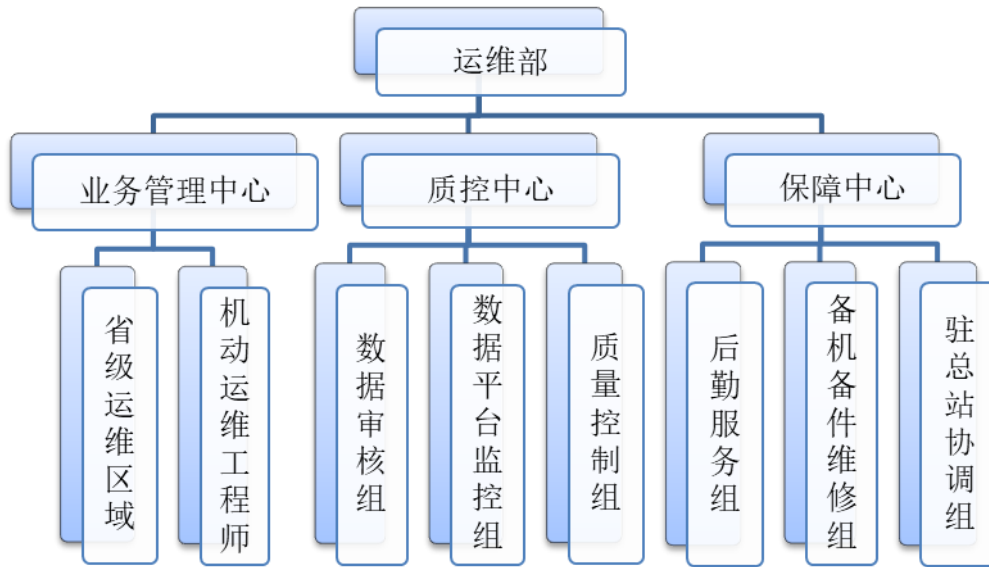 运维部
业务管理中心
质控中心
保障中心
省级运维区域
机动运维工程师
数据审核组
数据平台监控组
质量控制组
后勤服务组
备机备件维修组
驻总站协调组